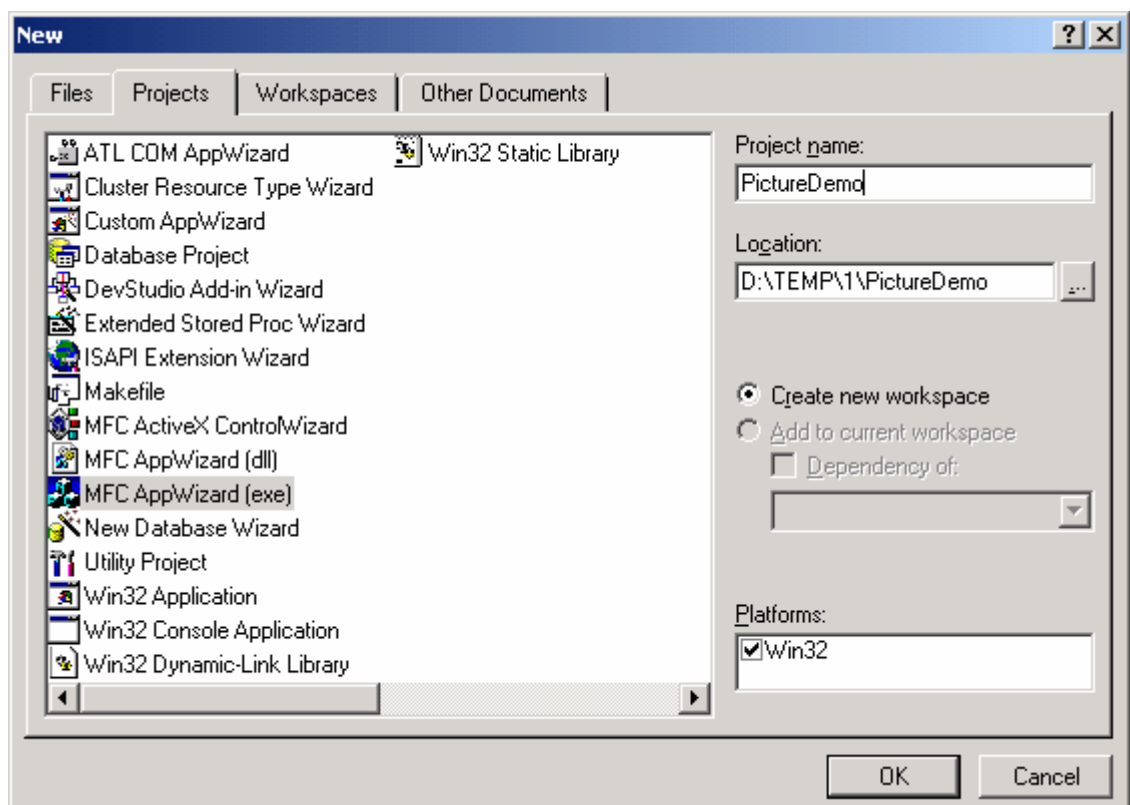 New
Files Projects Workspaces Other Documents
ATL COM AppWizard
Cluster Resource Type Wizard
Custom AppWizard
Database Project
DevStudio Add-in Wizard
Extended Stored Proc Wizard
ISAPI Extension Wizard
Makefile
MFC ActiveX ControlWizard
MFC AppWizard (dll)
MFC AppWizard (exe)
New Database Wizard
Utility Project
Win32 Application
Win32 Console Application
Win32 Dynamic-Link Library
Win32 Static Library
Project name:
PictureDemo
Location:
D:\TEMP\1\PictureDemo
...
Create new workspace
Add to current workspace
Dependency of:
Platforms:
Win32
OK Cancel